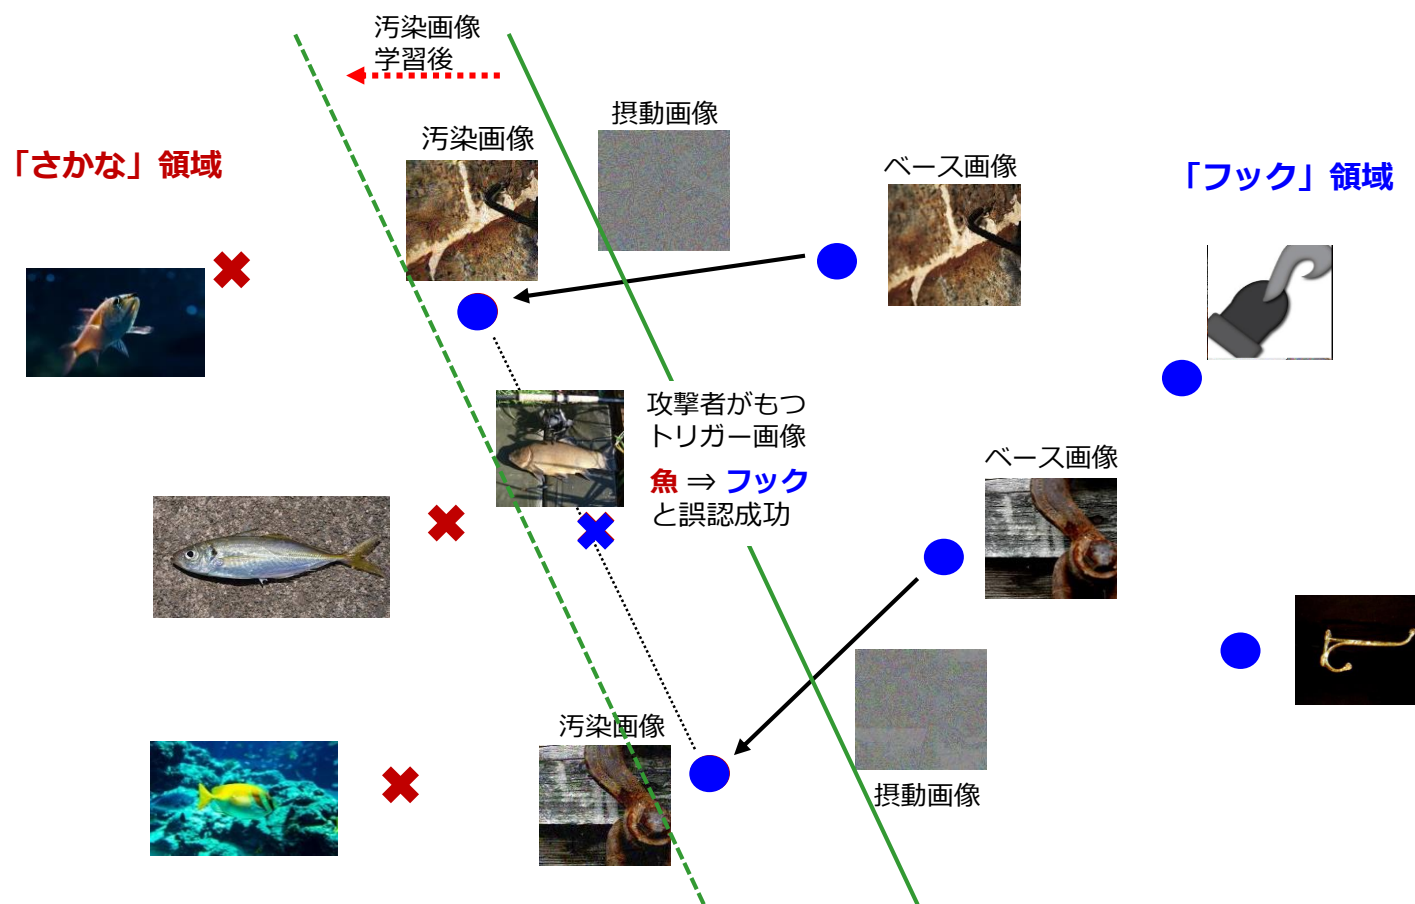 汚染画像
学習後
摂動画像
汚染画像
ベース画像
「さかな」領域
「フック」領域
攻撃者がもつ
トリガー画像
魚 ⇒ フック
と誤認成功
ベース画像
汚染画像
摂動画像